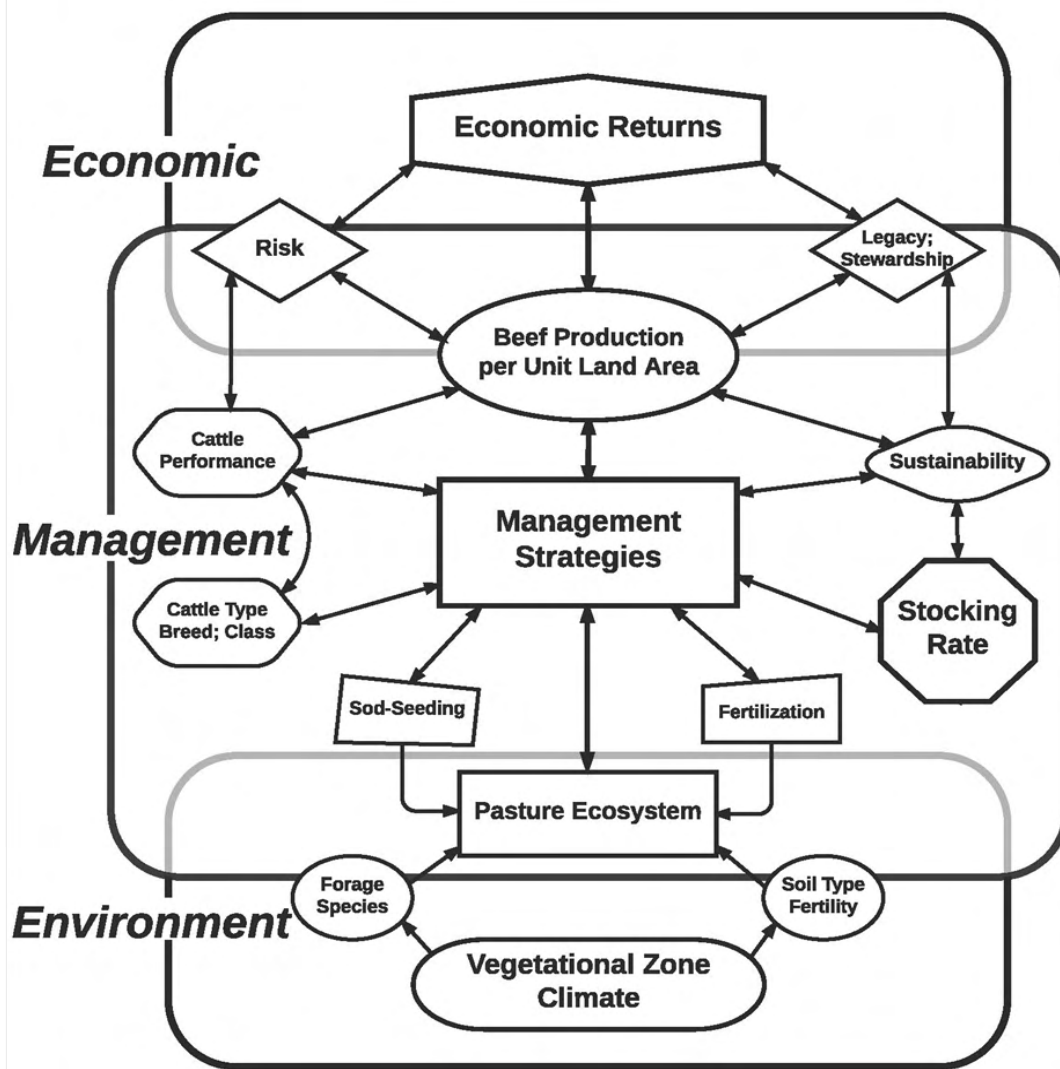 Economic Returns
Economic
Risk
Legacy;
Stewardship
Beef Production
per Unit Land Area
Cattle
Performance
Sustainability
Management
Strategies
Management
Cattle Type
Breed; Class
Stocking
Rate
Sod-Seeding
Fertilization
Pasture Ecosystem
Forage
Species
Soil Type
Fertility
Environment
Vegetational Zone
Climate